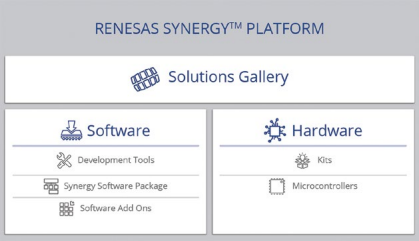 RENESAS SYNERGY™ PLATFORM
Solutions Gallery
Software
Development Tools
Synergy Software Package
Software Add Ons
Hardware
Kits
Microcontrollers